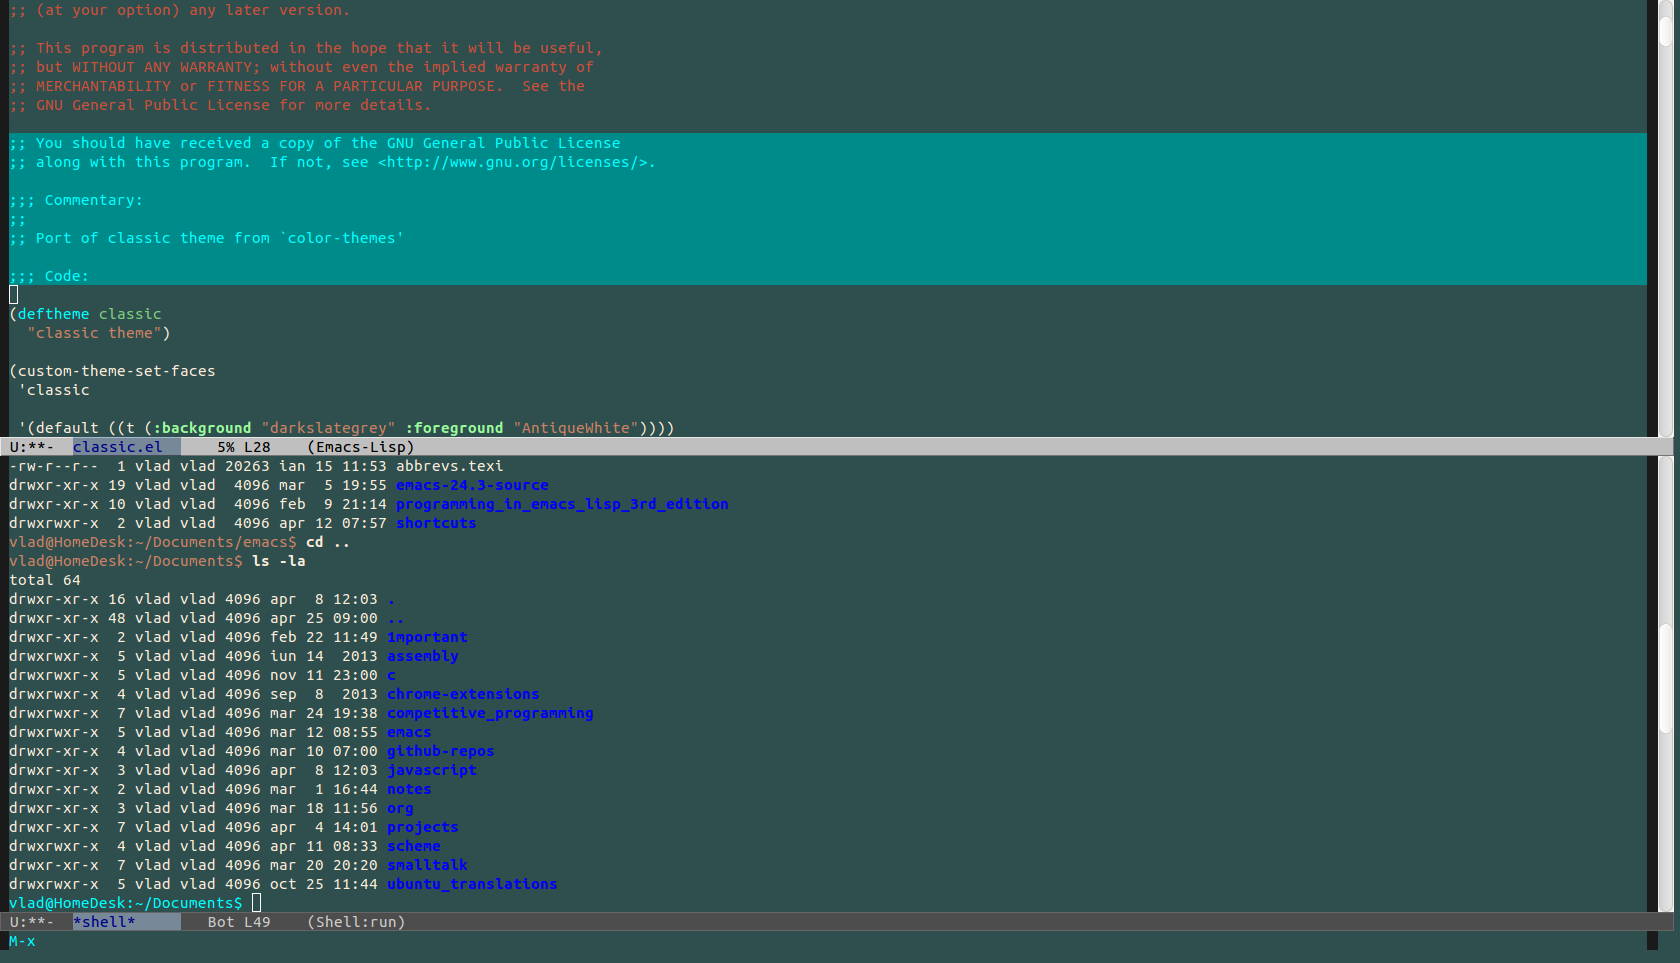 ;; (at your option) any later version.

;; This program is distributed in the hope that it will be useful,
;; but WITHOUT ANY WARRANTY; without even the implied warranty of
;; MERCHANTABILITY or FITNESS FOR A PARTICULAR PURPOSE.  See the
;; GNU General Public License for more details.

;; You should have received a copy of the GNU General Public License
;; along with this program.  If not, see <http://www.gnu.org/licenses/>.

;;; Commentary:
;;
;; Port of classic theme from `color-themes'

;;; Code:

(deftheme classic
  "classic theme")

(custom-theme-set-faces
 'classic

 '(default ((t (:background "darkslategrey" :foreground "AntiqueWhite"))))
U:**-  classic.el      5% L28    (Emacs-Lisp)
-rw-r--r--  1 vlad vlad 20263 ian 15 11:53 abbrevs.texi
drwxr-xr-x 19 vlad vlad  4096 mar  5 19:55 emacs-24.3-source
drwxr-xr-x 10 vlad vlad  4096 feb  9 21:14 programming_in_emacs_lisp_3rd_edition
drwxrwxr-x  2 vlad vlad  4096 apr 12 07:57 shortcuts
vlad@HomeDesk:~/Documents/emacs$ cd ..
vlad@HomeDesk:~/Documents$ ls -la
total 64
drwxr-xr-x 16 vlad vlad 4096 apr  8 12:03 .
drwxr-xr-x 48 vlad vlad 4096 apr 25 09:00 ..
drwxr-xr-x  2 vlad vlad 4096 feb 22 11:49 1mportant
drwxrwxr-x  5 vlad vlad 4096 iun 14  2013 assembly
drwxrwxr-x  5 vlad vlad 4096 nov 11 23:00 c
drwxrwxr-x  4 vlad vlad 4096 sep  8  2013 chrome-extensions
drwxrwxr-x  7 vlad vlad 4096 mar 24 19:38 competitive_programming
drwxrwxr-x  5 vlad vlad 4096 mar 12 08:55 emacs
drwxrwxr-x  4 vlad vlad 4096 mar 10 07:00 github-repos
drwxr-xr-x  3 vlad vlad 4096 apr  8 12:03 javascript
drwxr-xr-x  2 vlad vlad 4096 mar  1 16:44 notes
drwxr-xr-x  3 vlad vlad 4096 mar 18 11:56 org
drwxr-xr-x  7 vlad vlad 4096 apr  4 14:01 projects
drwxrwxr-x  4 vlad vlad 4096 apr 11 08:33 scheme
drwxr-xr-x  7 vlad vlad 4096 mar 20 20:20 smalltalk
drwxrwxr-x  5 vlad vlad 4096 oct 25 11:44 ubuntu_translations
vlad@HomeDesk:~/Documents$
U:**-  *shell*        Bot L49    (Shell:run)
M-x